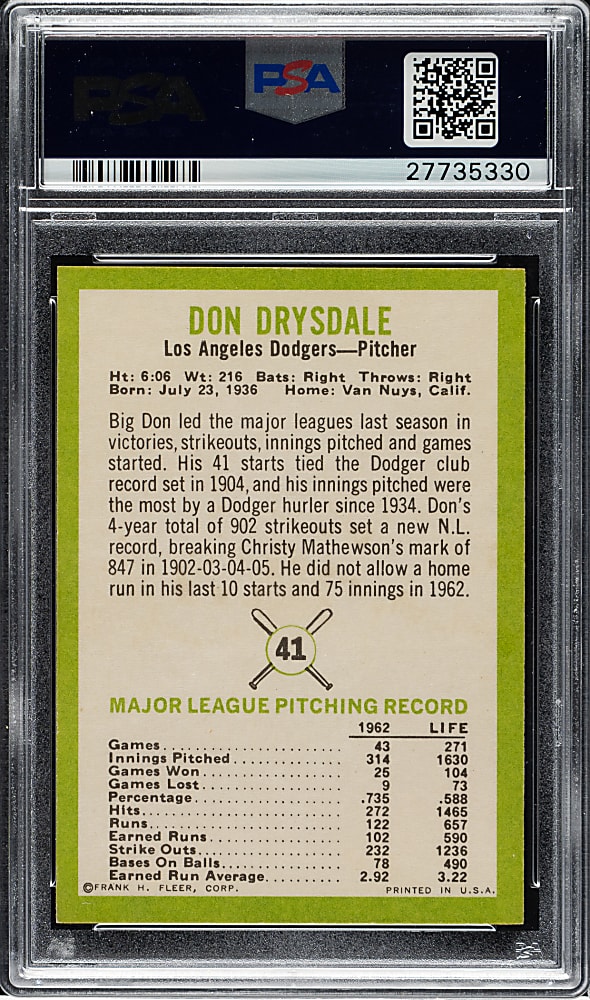 PSA
PSA
27735330
DON DRYSDALE
Los Angeles Dodgers—Pitcher
Ht: 6:06 Wt: 216 Bats: Right Throws: Right
Born: July 23, 1936 Home: Van Nuys, Calif.
Big Don led the major leagues last season in
victories, strikeouts, innings pitched and games
started. His 41 starts tied the Dodger club
record set in 1904, and his innings pitched were
the most by a Dodger hurler since 1934. Don's
4-year total of 902 strikeouts set a new N.L.
record, breaking Christy Mathewson's mark of
847 in 1902-03-04-05. He did not allow a home
run in his last 10 starts and 75 innings in 1962.
41
MAJOR LEAGUE PITCHING RECORD
1962 LIFE
Games 43 271
Innings Pitched 314 1630
Games Won 25 104
Games Lost 9 73
Percentage .735 .588
Hits 272 1465
Runs 122 657
Earned Runs 102 590
Strike Outs 232 1236
Bases On Balls 78 490
Earned Run Average 2.92 3.22
©FRANK H. FLEER, CORP. PRINTED IN U.S.A.